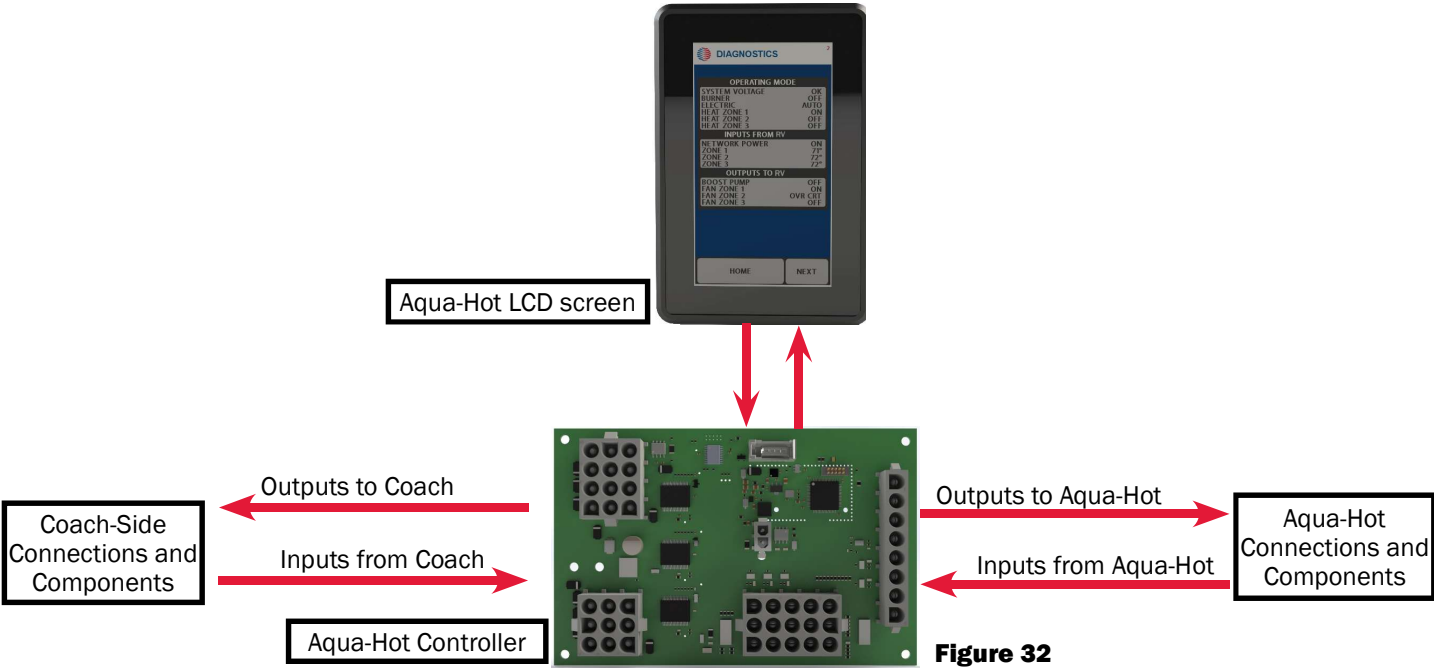 DIAGNOSTICS
2
OPERATING MODE
SYSTEM VOLTAGE OK
BURNER OFF
ELECTRIC AUTO
HEAT ZONE 1 ON
HEAT ZONE 2 OFF
HEAT ZONE 3 OFF
INPUTS FROM RV
NETWORK POWER ON
ZONE 1 71°
ZONE 2 72°
ZONE 3 72°
OUTPUTS TO RV
BOOST PUMP OFF
FAN ZONE 1 ON
FAN ZONE 2 OVR CRT
FAN ZONE 3 OFF
HOME NEXT
Aqua-Hot LCD screen
Outputs to Coach
Inputs from Coach
Coach-Side
Connections and
Components
Aqua-Hot Controller
Outputs to Aqua-Hot
Inputs from Aqua-Hot
Aqua-Hot
Connections and
Components
Figure 32